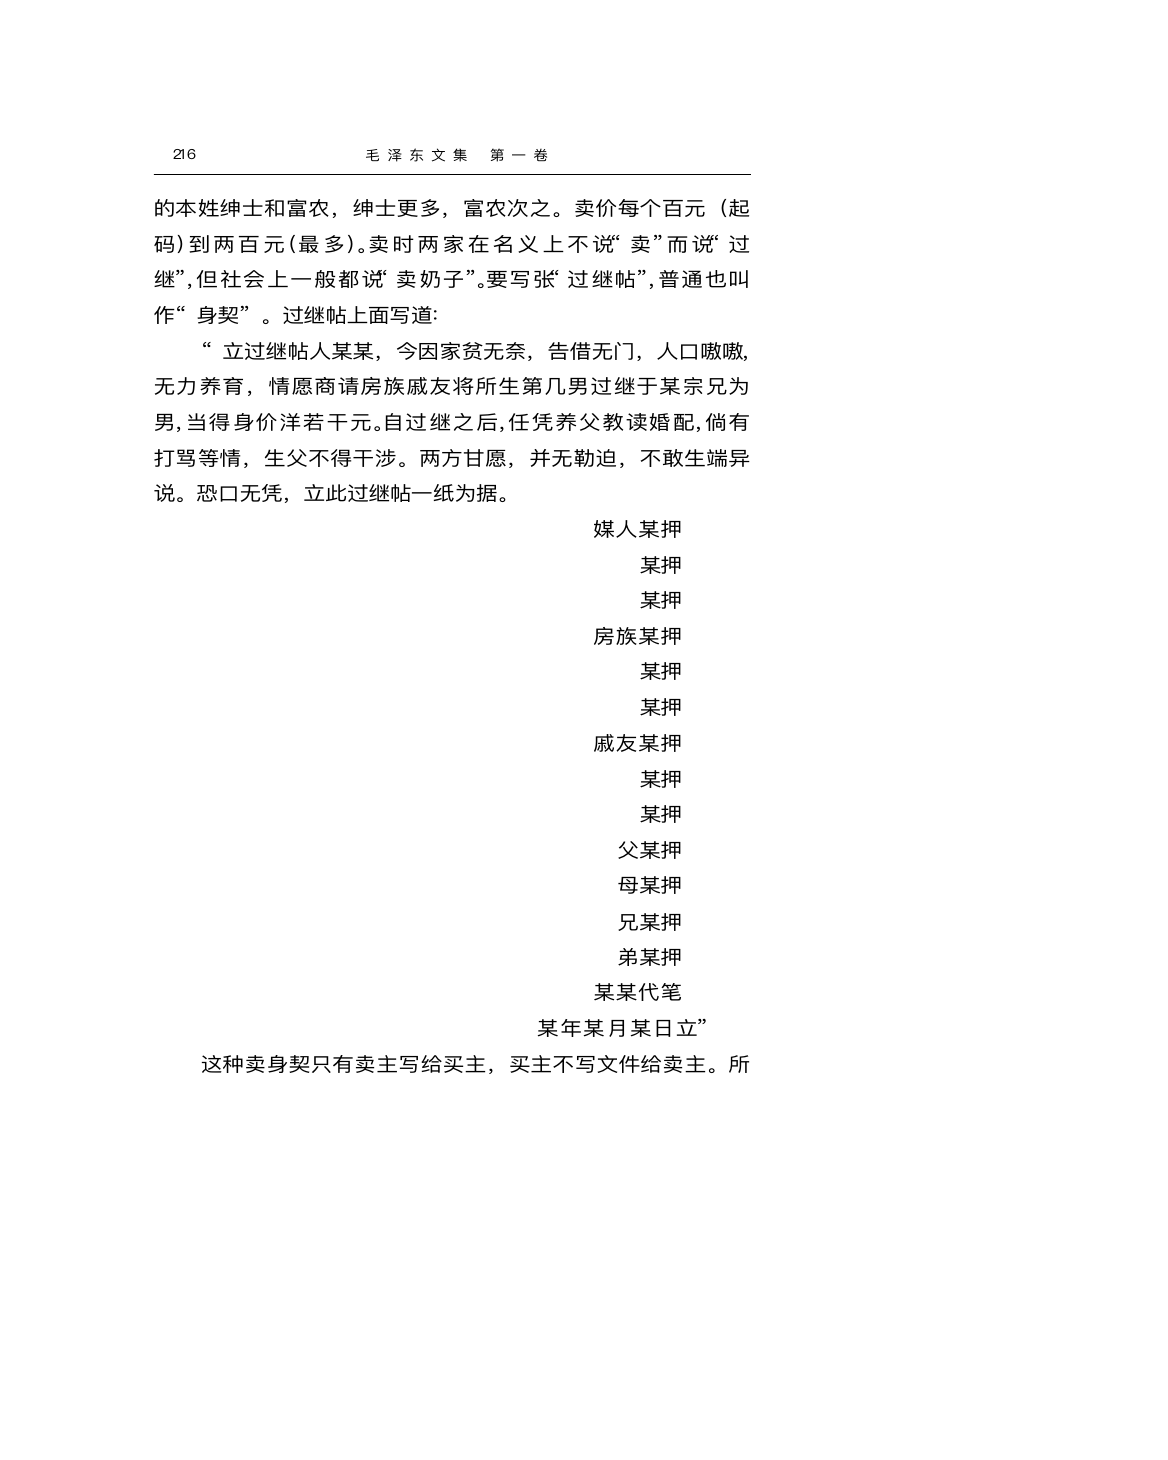 216 毛泽东文集 第一卷
的本姓绅士和富农，绅士更多，富农次之。卖价每个百元（起
码）到两百元（最多）。卖时两家在名义上不说“卖”而说“过
继”，但社会上一般都说“卖奶子”。要写张“过继帖”，普通也叫
作“身契”。过继帖上面写道：
“立过继帖人某某，今因家贫无奈，告借无门，人口嗷嗷，
无力养育，情愿商请房族戚友将所生第几男过继于某宗兄为
男，当得身价洋若干元。自过继之后，任凭养父教读婚配，倘有
打骂等情，生父不得干涉。两方甘愿，并无勒迫，不敢生端异
说。恐口无凭，立此过继帖一纸为据。
媒人某押
某押
某押
房族某押
某押
某押
戚友某押
某押
某押
父某押
母某押
兄某押
弟某押
某某代笔
某年某月某日立”
这种卖身契只有卖主写给买主，买主不写文件给卖主。所